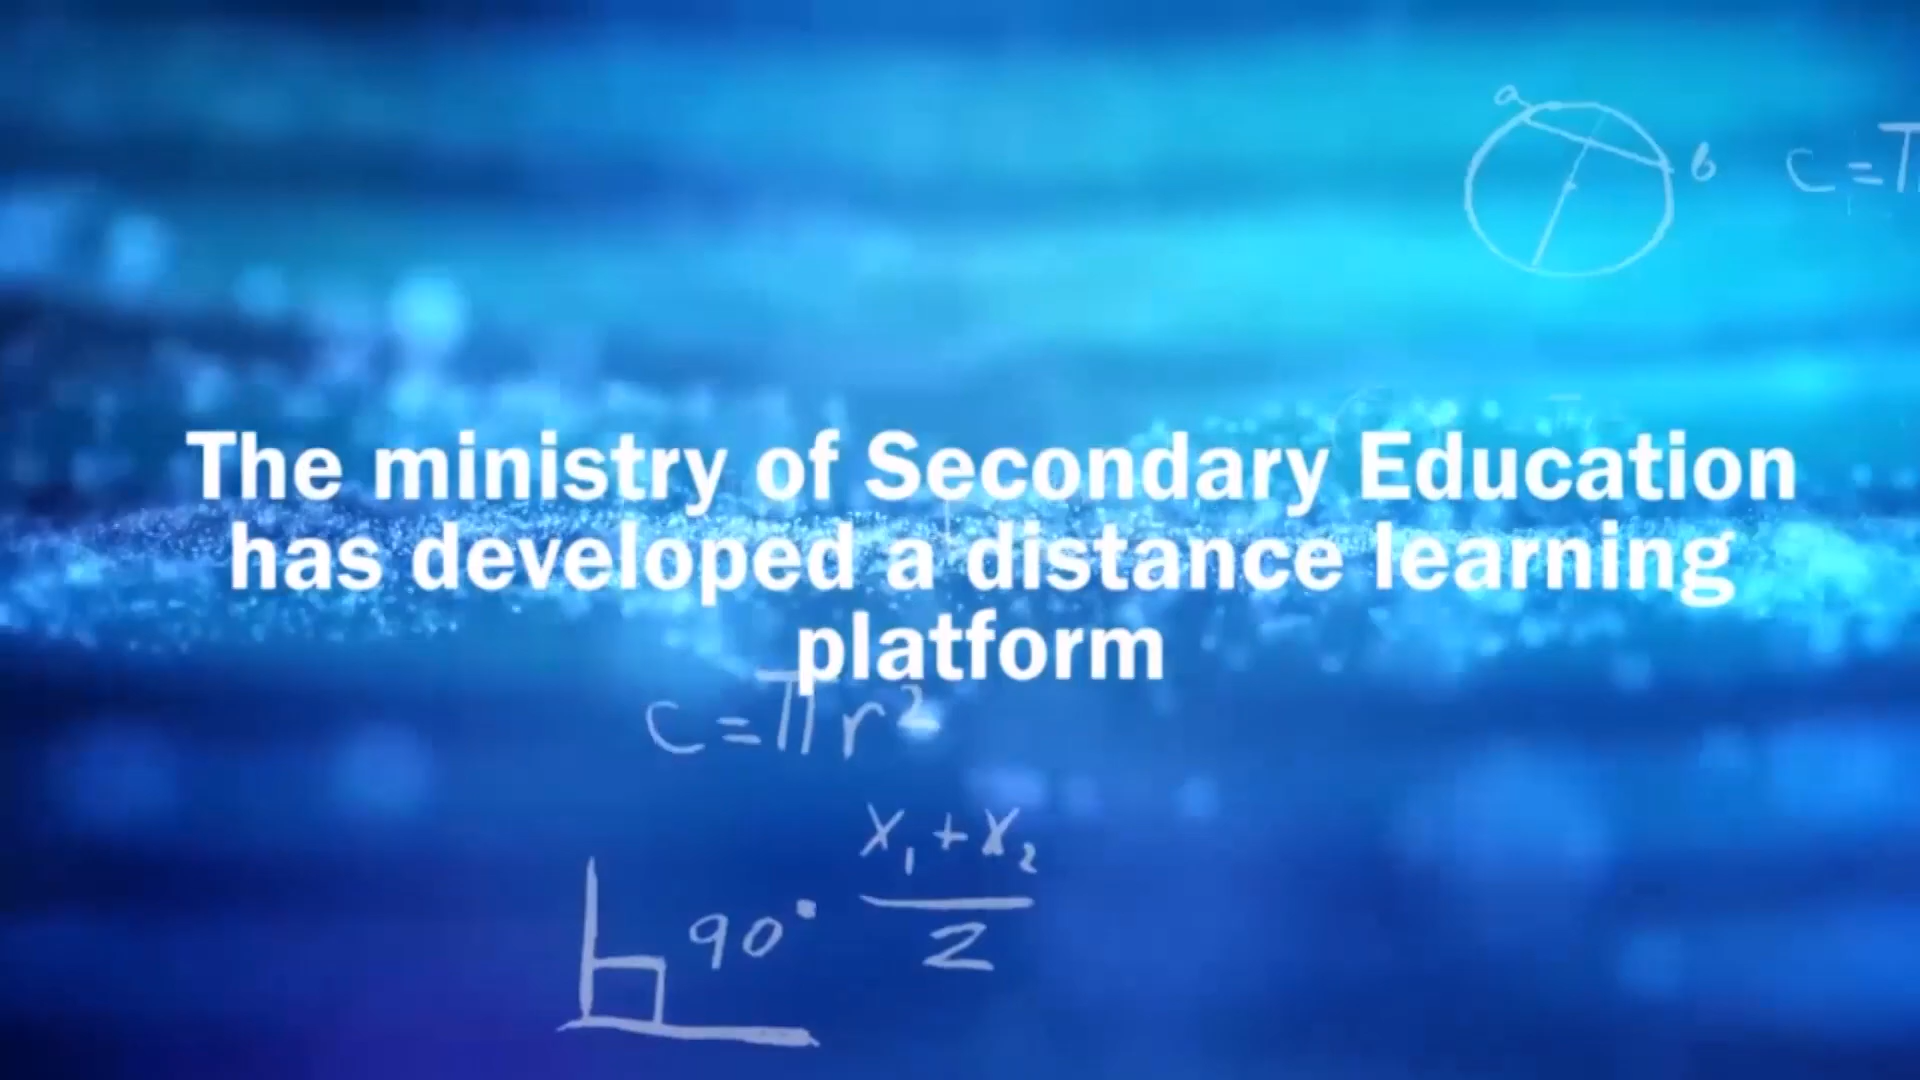 a
b c=π
The ministry of Secondary Education
has developed a distance learning
platform
c=πr²
x₁+x₂
90°
2